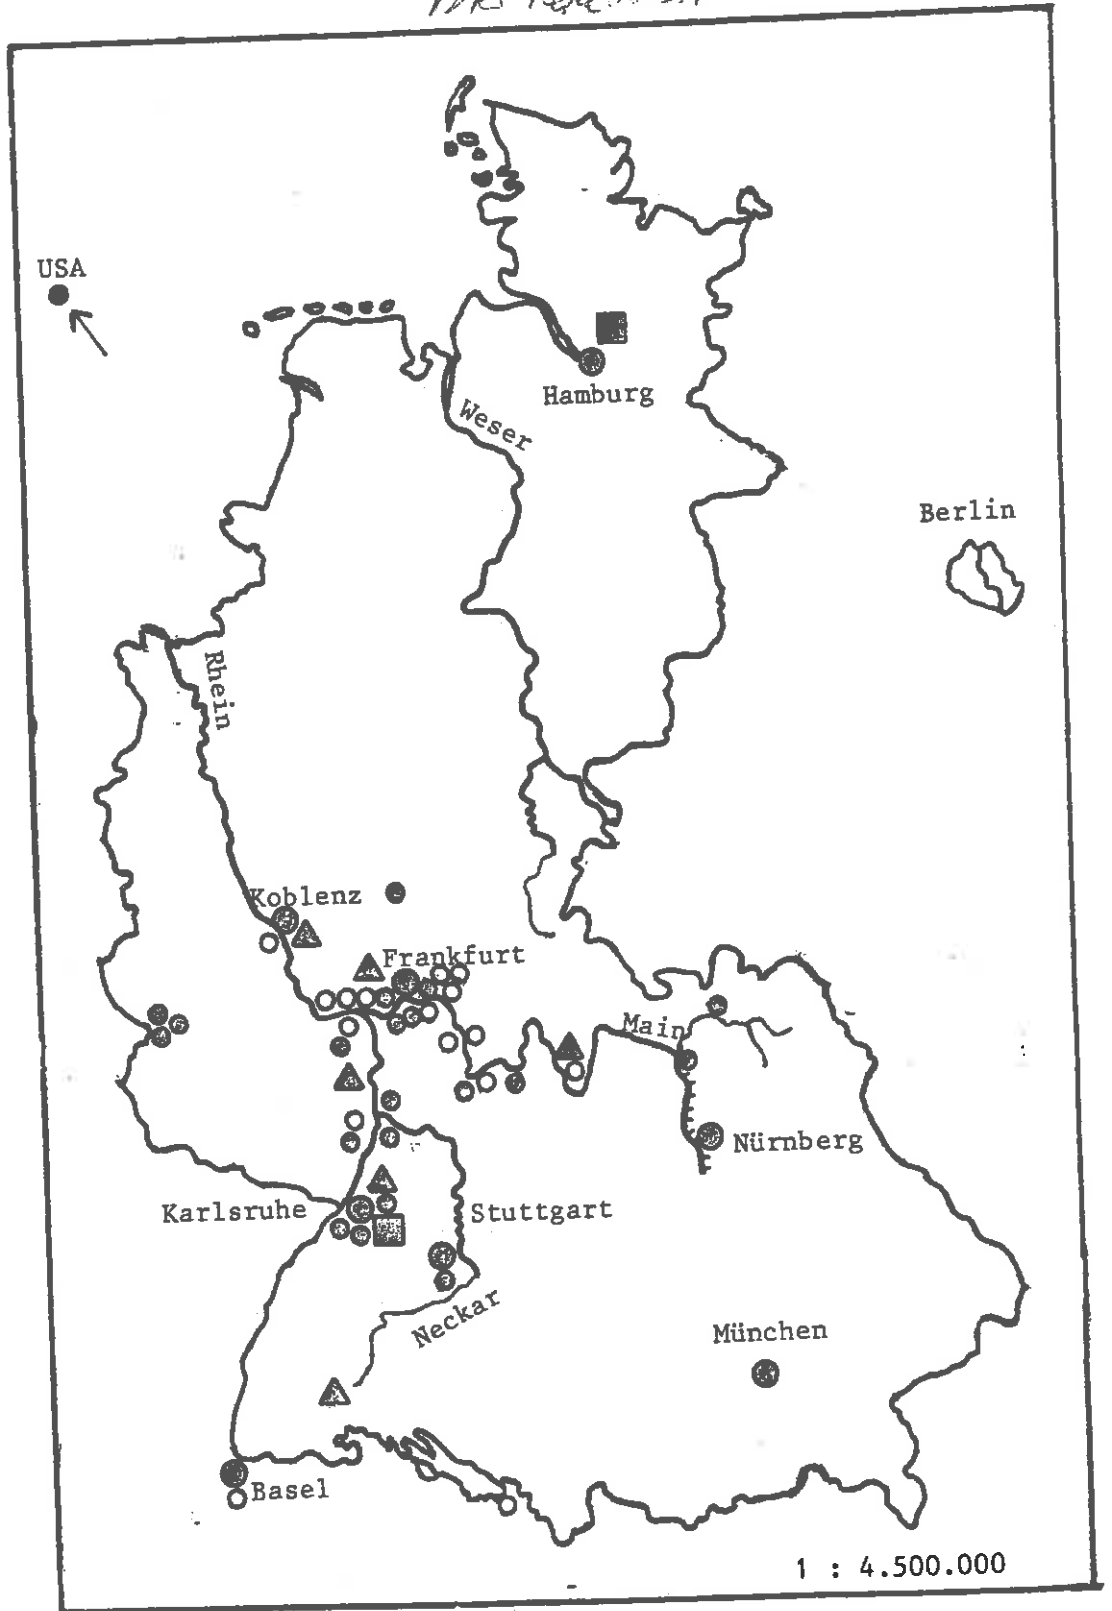 USA
Hamburg
Weser
Berlin
Rhein
Koblenz
Frankfurt
Main
Nürnberg
Karlsruhe
Stuttgart
Neckar
München
Basel
1 : 4.500.000